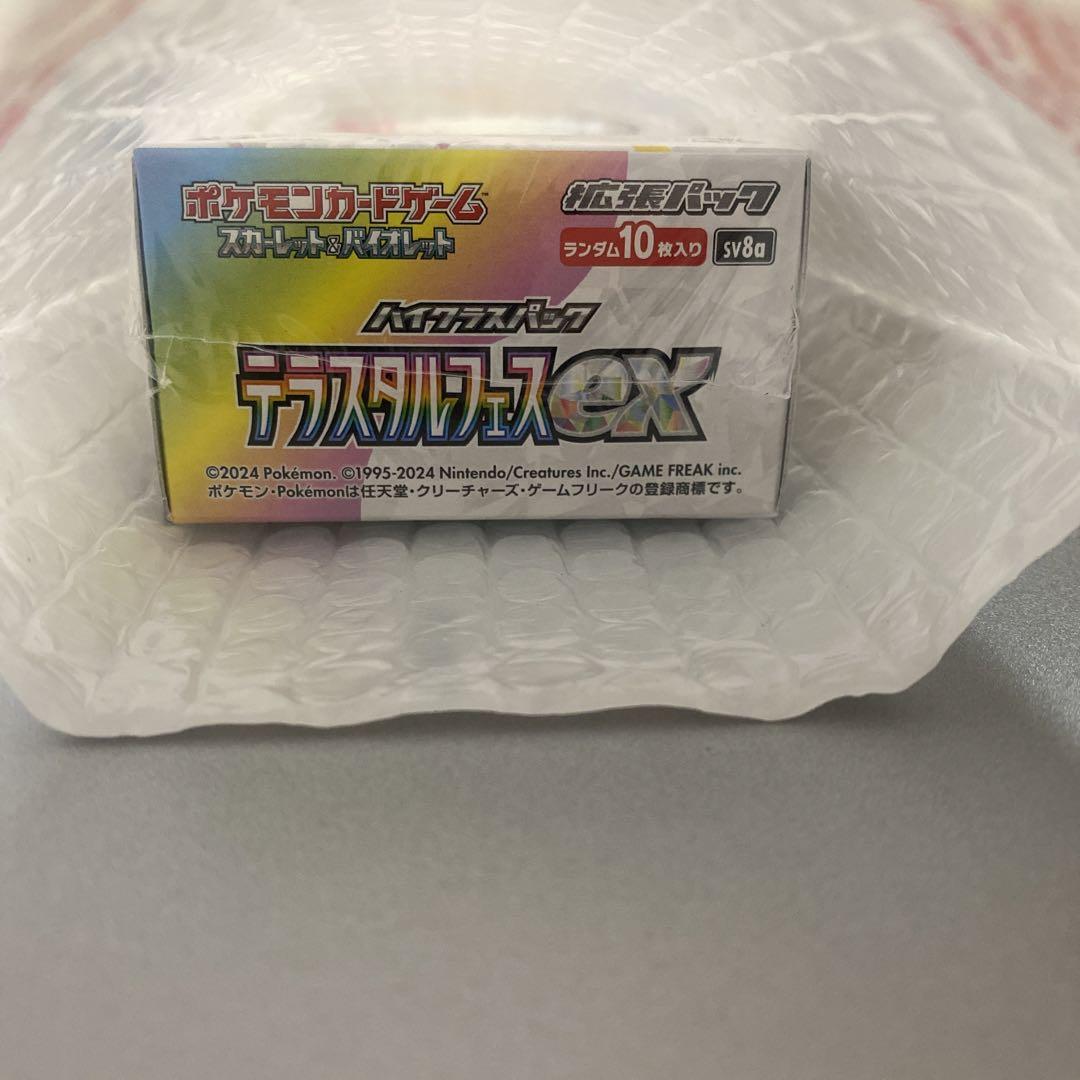 ポケモンカードゲーム™
スカーレット&バイオレット
拡張パック
ランダム10枚入り SV8a
ハイクラスパック
テラスタルフェスex
©2024 Pokémon. ©1995-2024 Nintendo/Creatures Inc./GAME FREAK inc.
ポケモン・Pokémonは任天堂・クリーチャーズ・ゲームフリークの登録商標です。